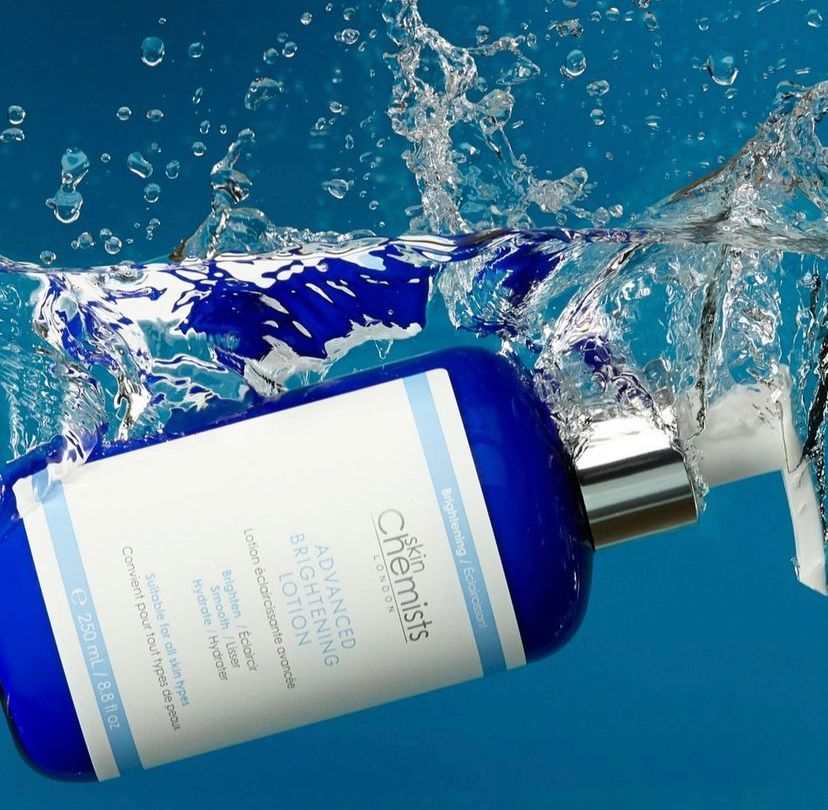 Brightening / Éclaircissant
skin
Chemists
LONDON
ADVANCED
BRIGHTENING
LOTION
Lotion éclaircissante avancée
Brighten / Éclaircir
Smooth / Lisser
Hydrate / Hydrater
Suitable for all skin types
Convient pour tout types de peaux
℮ 250 mL / 8.8 fl oz